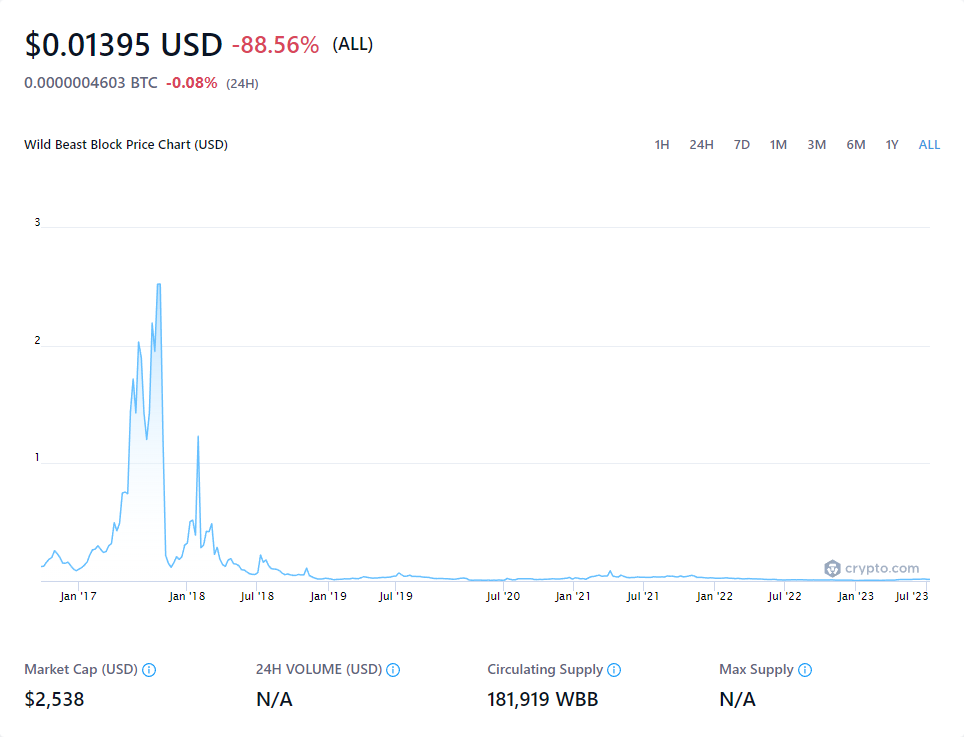 $0.01395 USD -88.56% (ALL)
0.0000004603 BTC -0.08% (24H)
Wild Beast Block Price Chart (USD) 1H 24H 7D 1M 3M 6M 1Y ALL
3
2
1
crypto.com
Jan '17 Jan '18 Jul '18 Jan '19 Jul '19 Jul '20 Jan '21 Jul '21 Jan '22 Jul '22 Jan '23 Jul '23
Market Cap (USD) 24H VOLUME (USD) Circulating Supply Max Supply
$2,538 N/A 181,919 WBB N/A